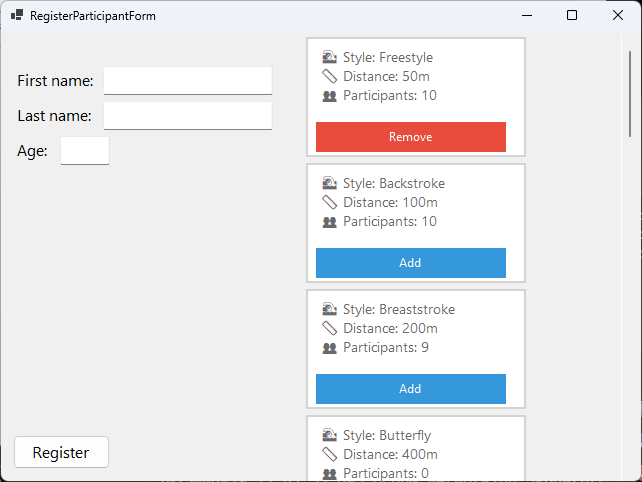 RegisterParticipantForm
First name:
Last name:
Age:
Register
Style: Freestyle
Distance: 50m
Participants: 10
Remove
Style: Backstroke
Distance: 100m
Participants: 10
Add
Style: Breaststroke
Distance: 200m
Participants: 9
Add
Style: Butterfly
Distance: 400m
Participants: 0